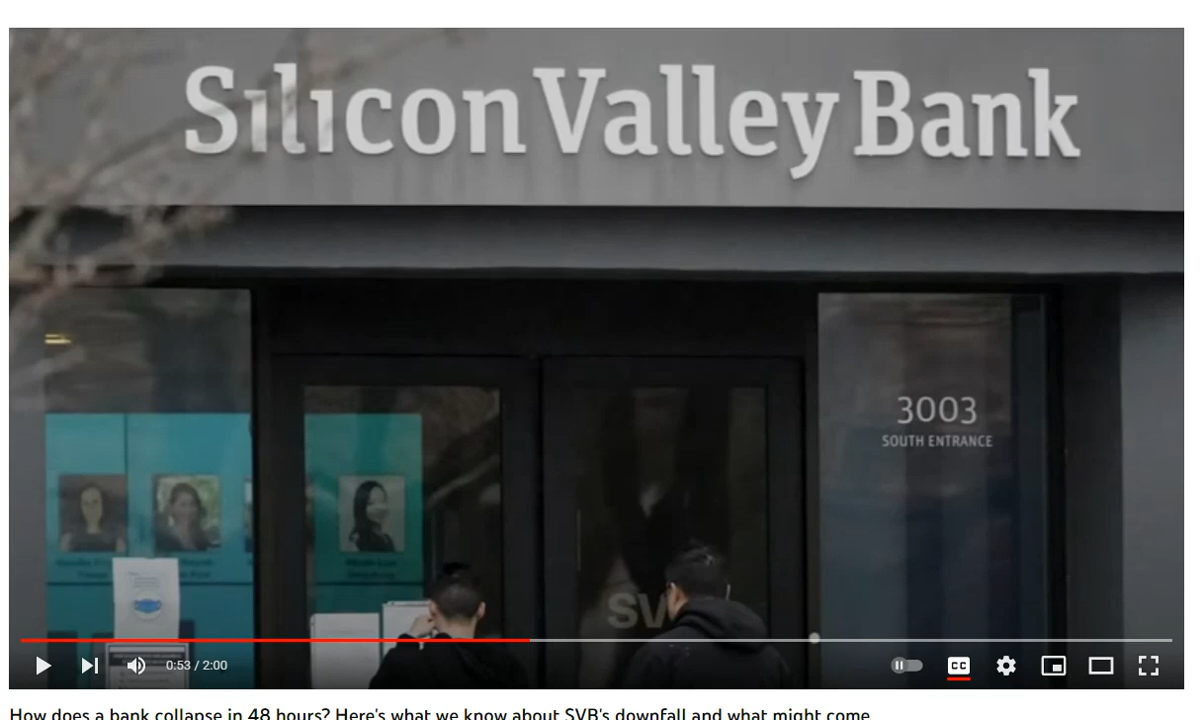 Silicon Valley Bank
3003
SOUTH ENTRANCE
SV
0:53 / 2:00
CC
How does a bank collapse in 48 hours? Here's what we know about SVB's downfall and what might come